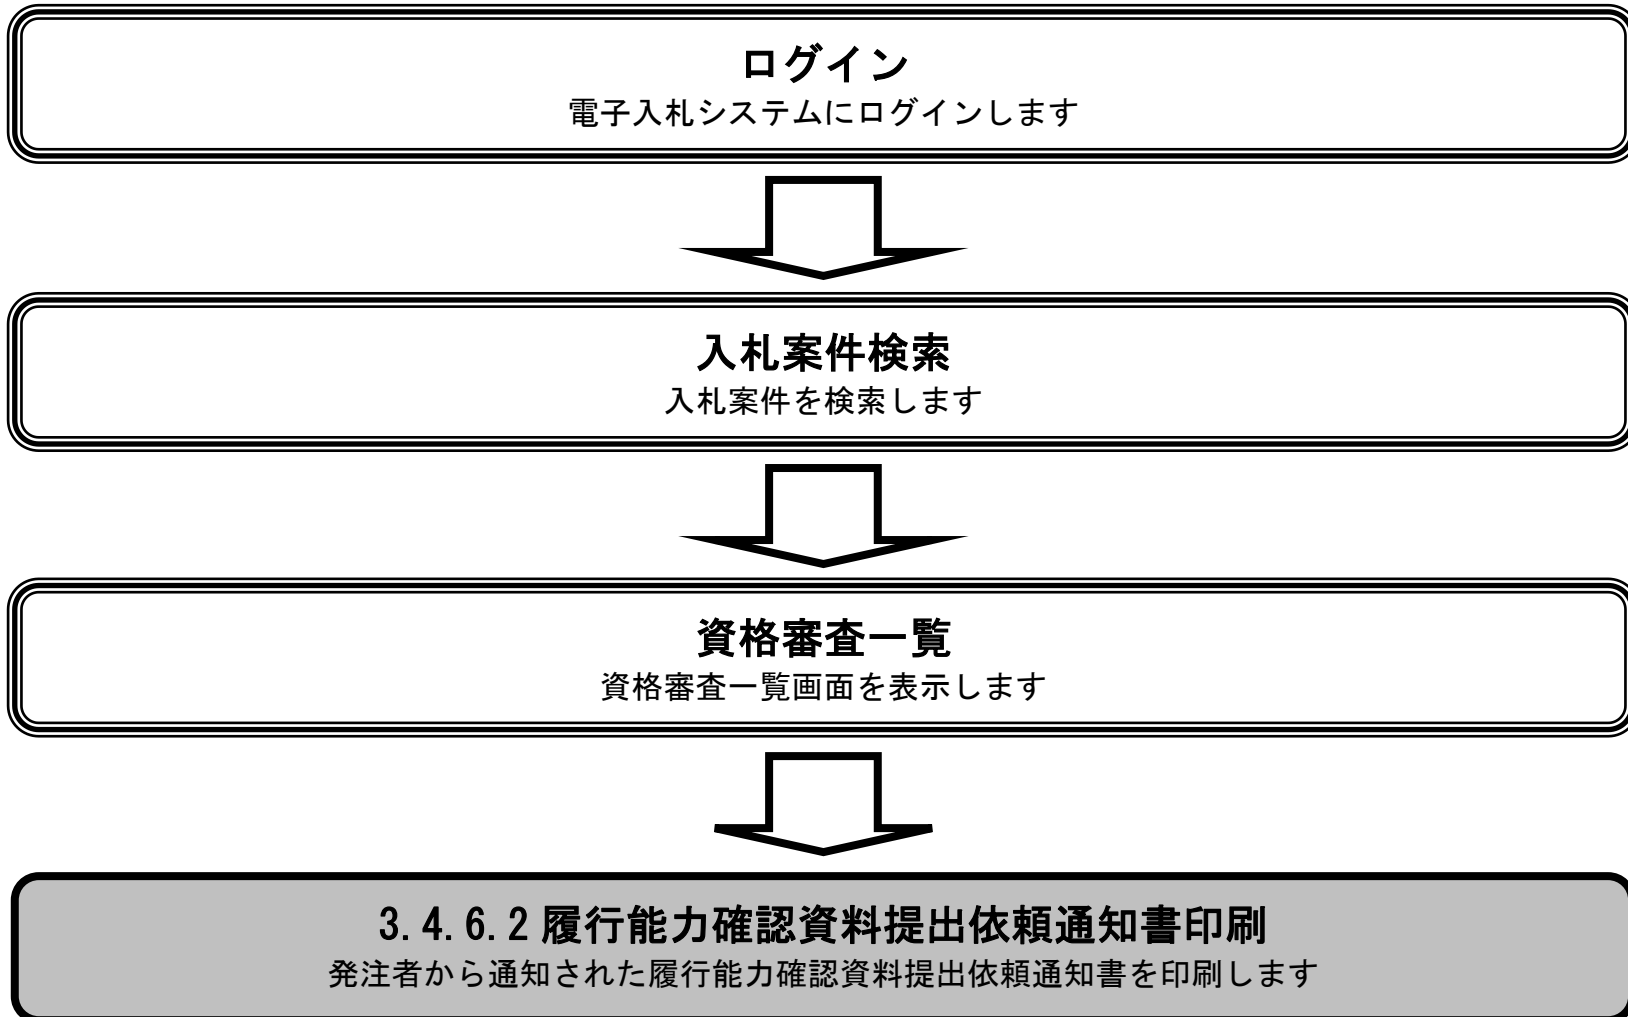 ログイン
電子入札システムにログインします
入札案件検索
入札案件を検索します
資格審査一覧
資格審査一覧画面を表示します
3.4.6.2 履行能力確認資料提出依頼通知書印刷
発注者から通知された履行能力確認資料提出依頼通知書を印刷します